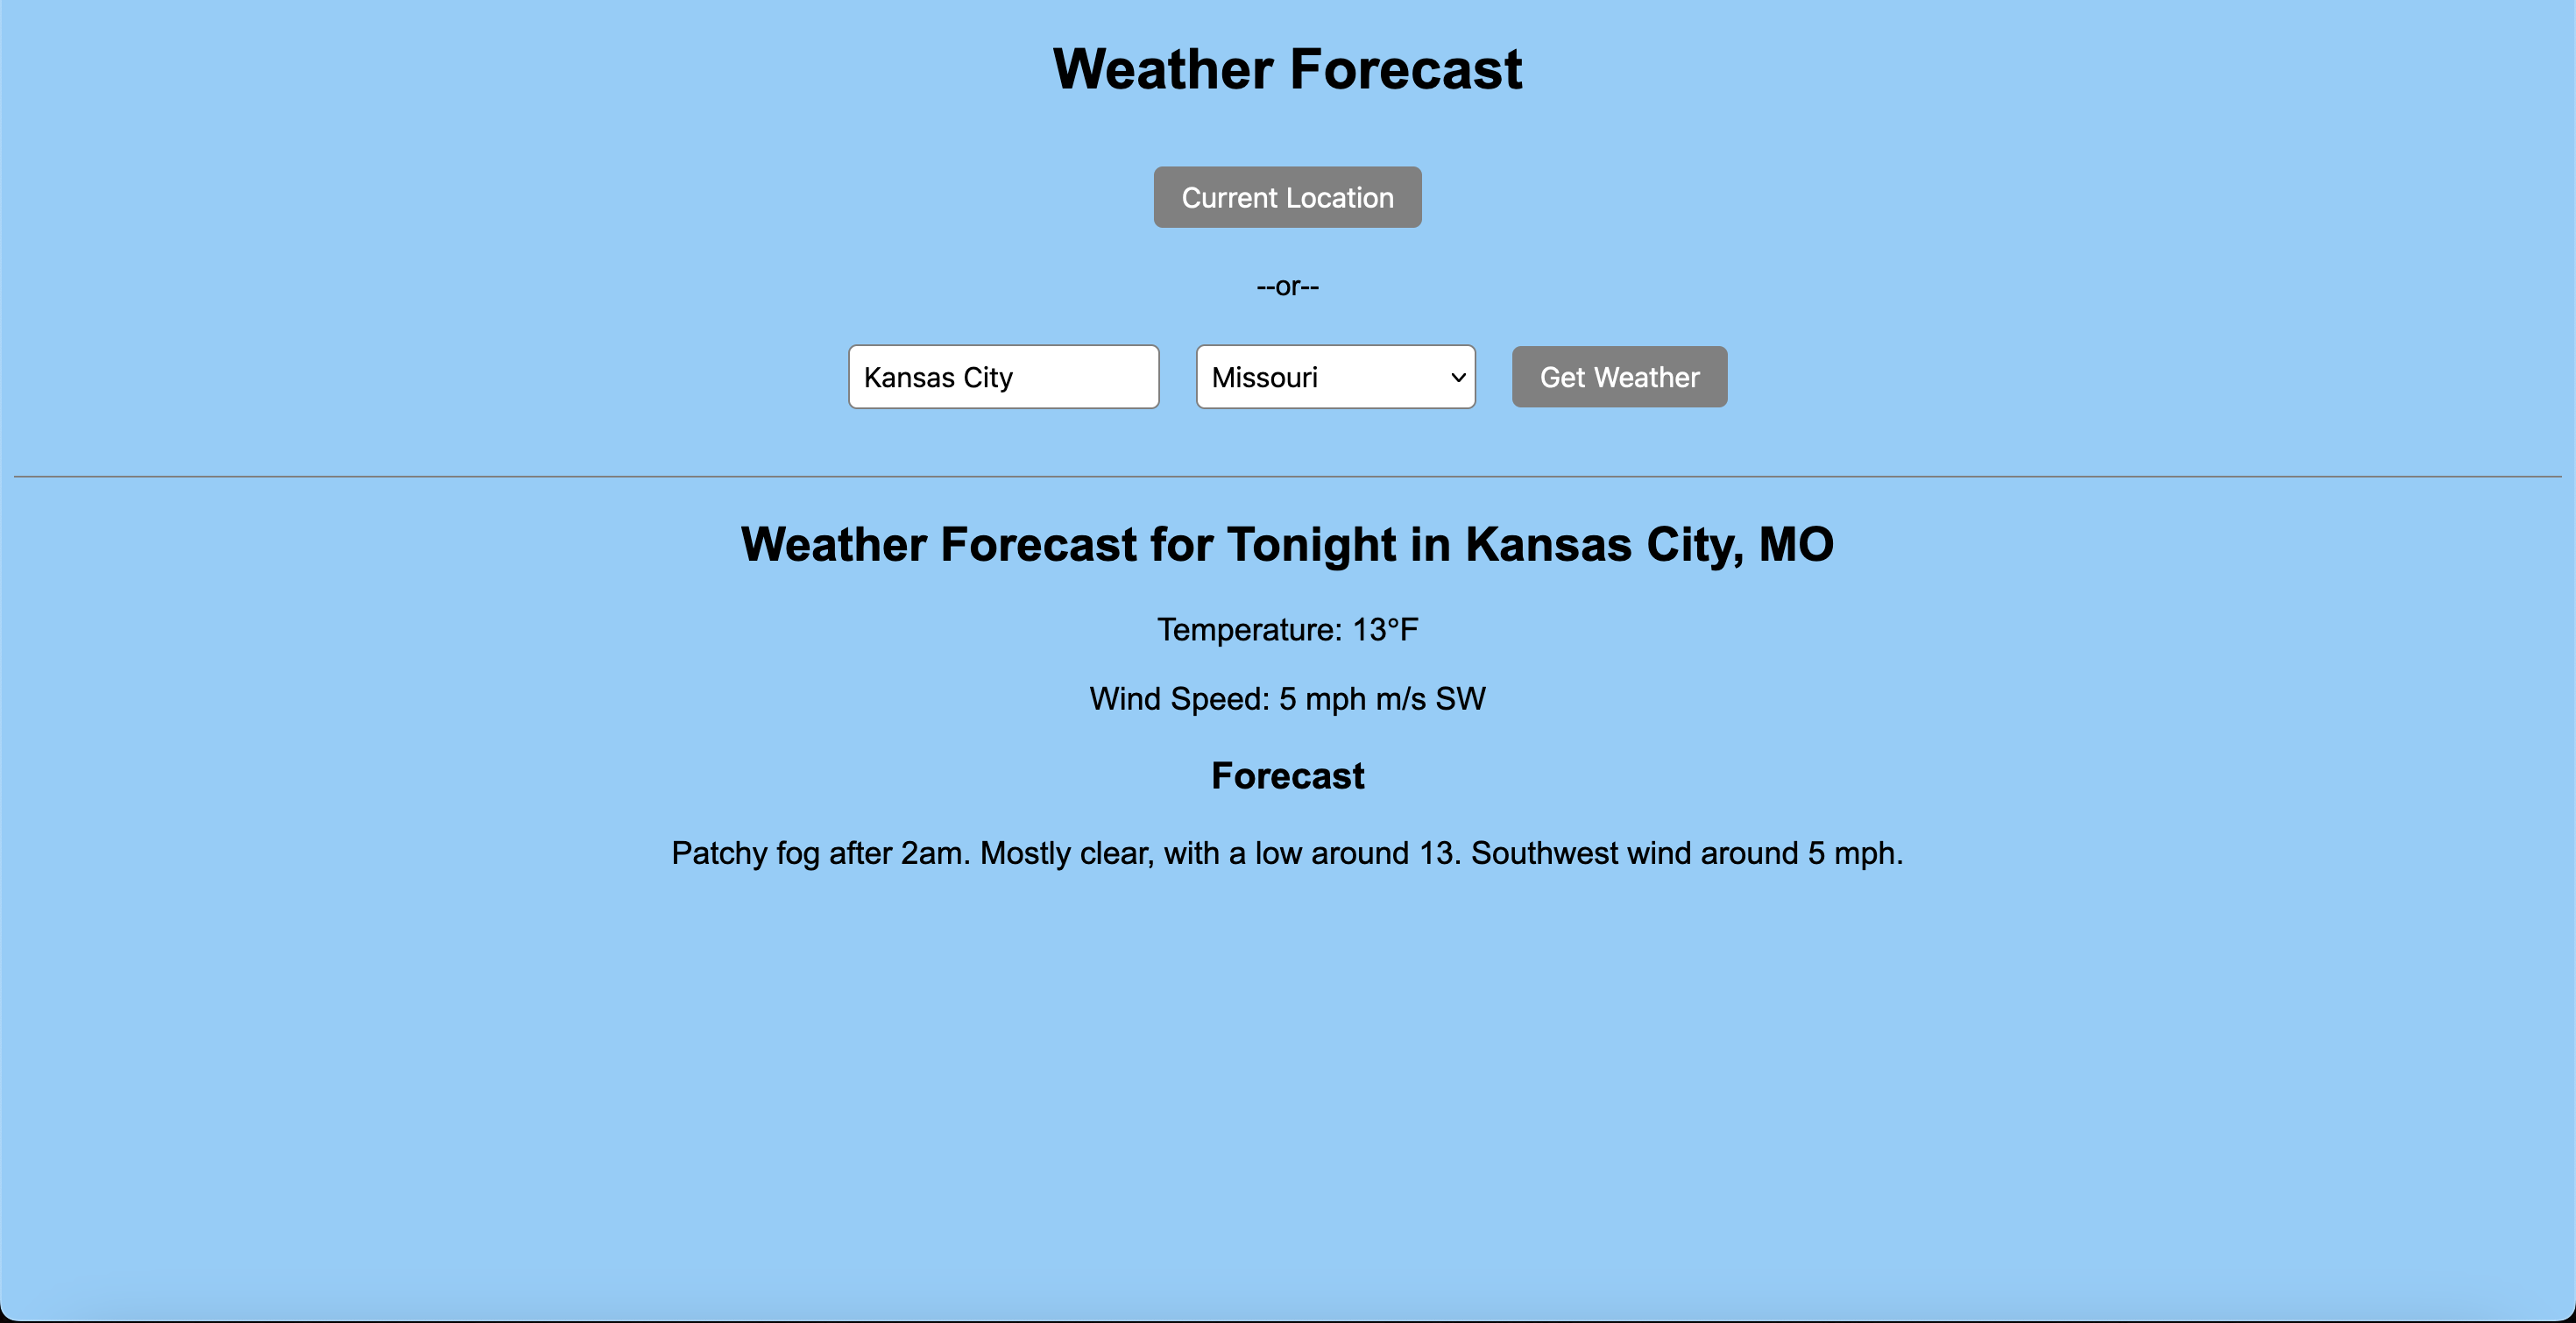 Weather Forecast
Current Location
--or--
Kansas City Missouri Get Weather
Weather Forecast for Tonight in Kansas City, MO
Temperature: 13°F
Wind Speed: 5 mph m/s SW
Forecast
Patchy fog after 2am. Mostly clear, with a low around 13. Southwest wind around 5 mph.